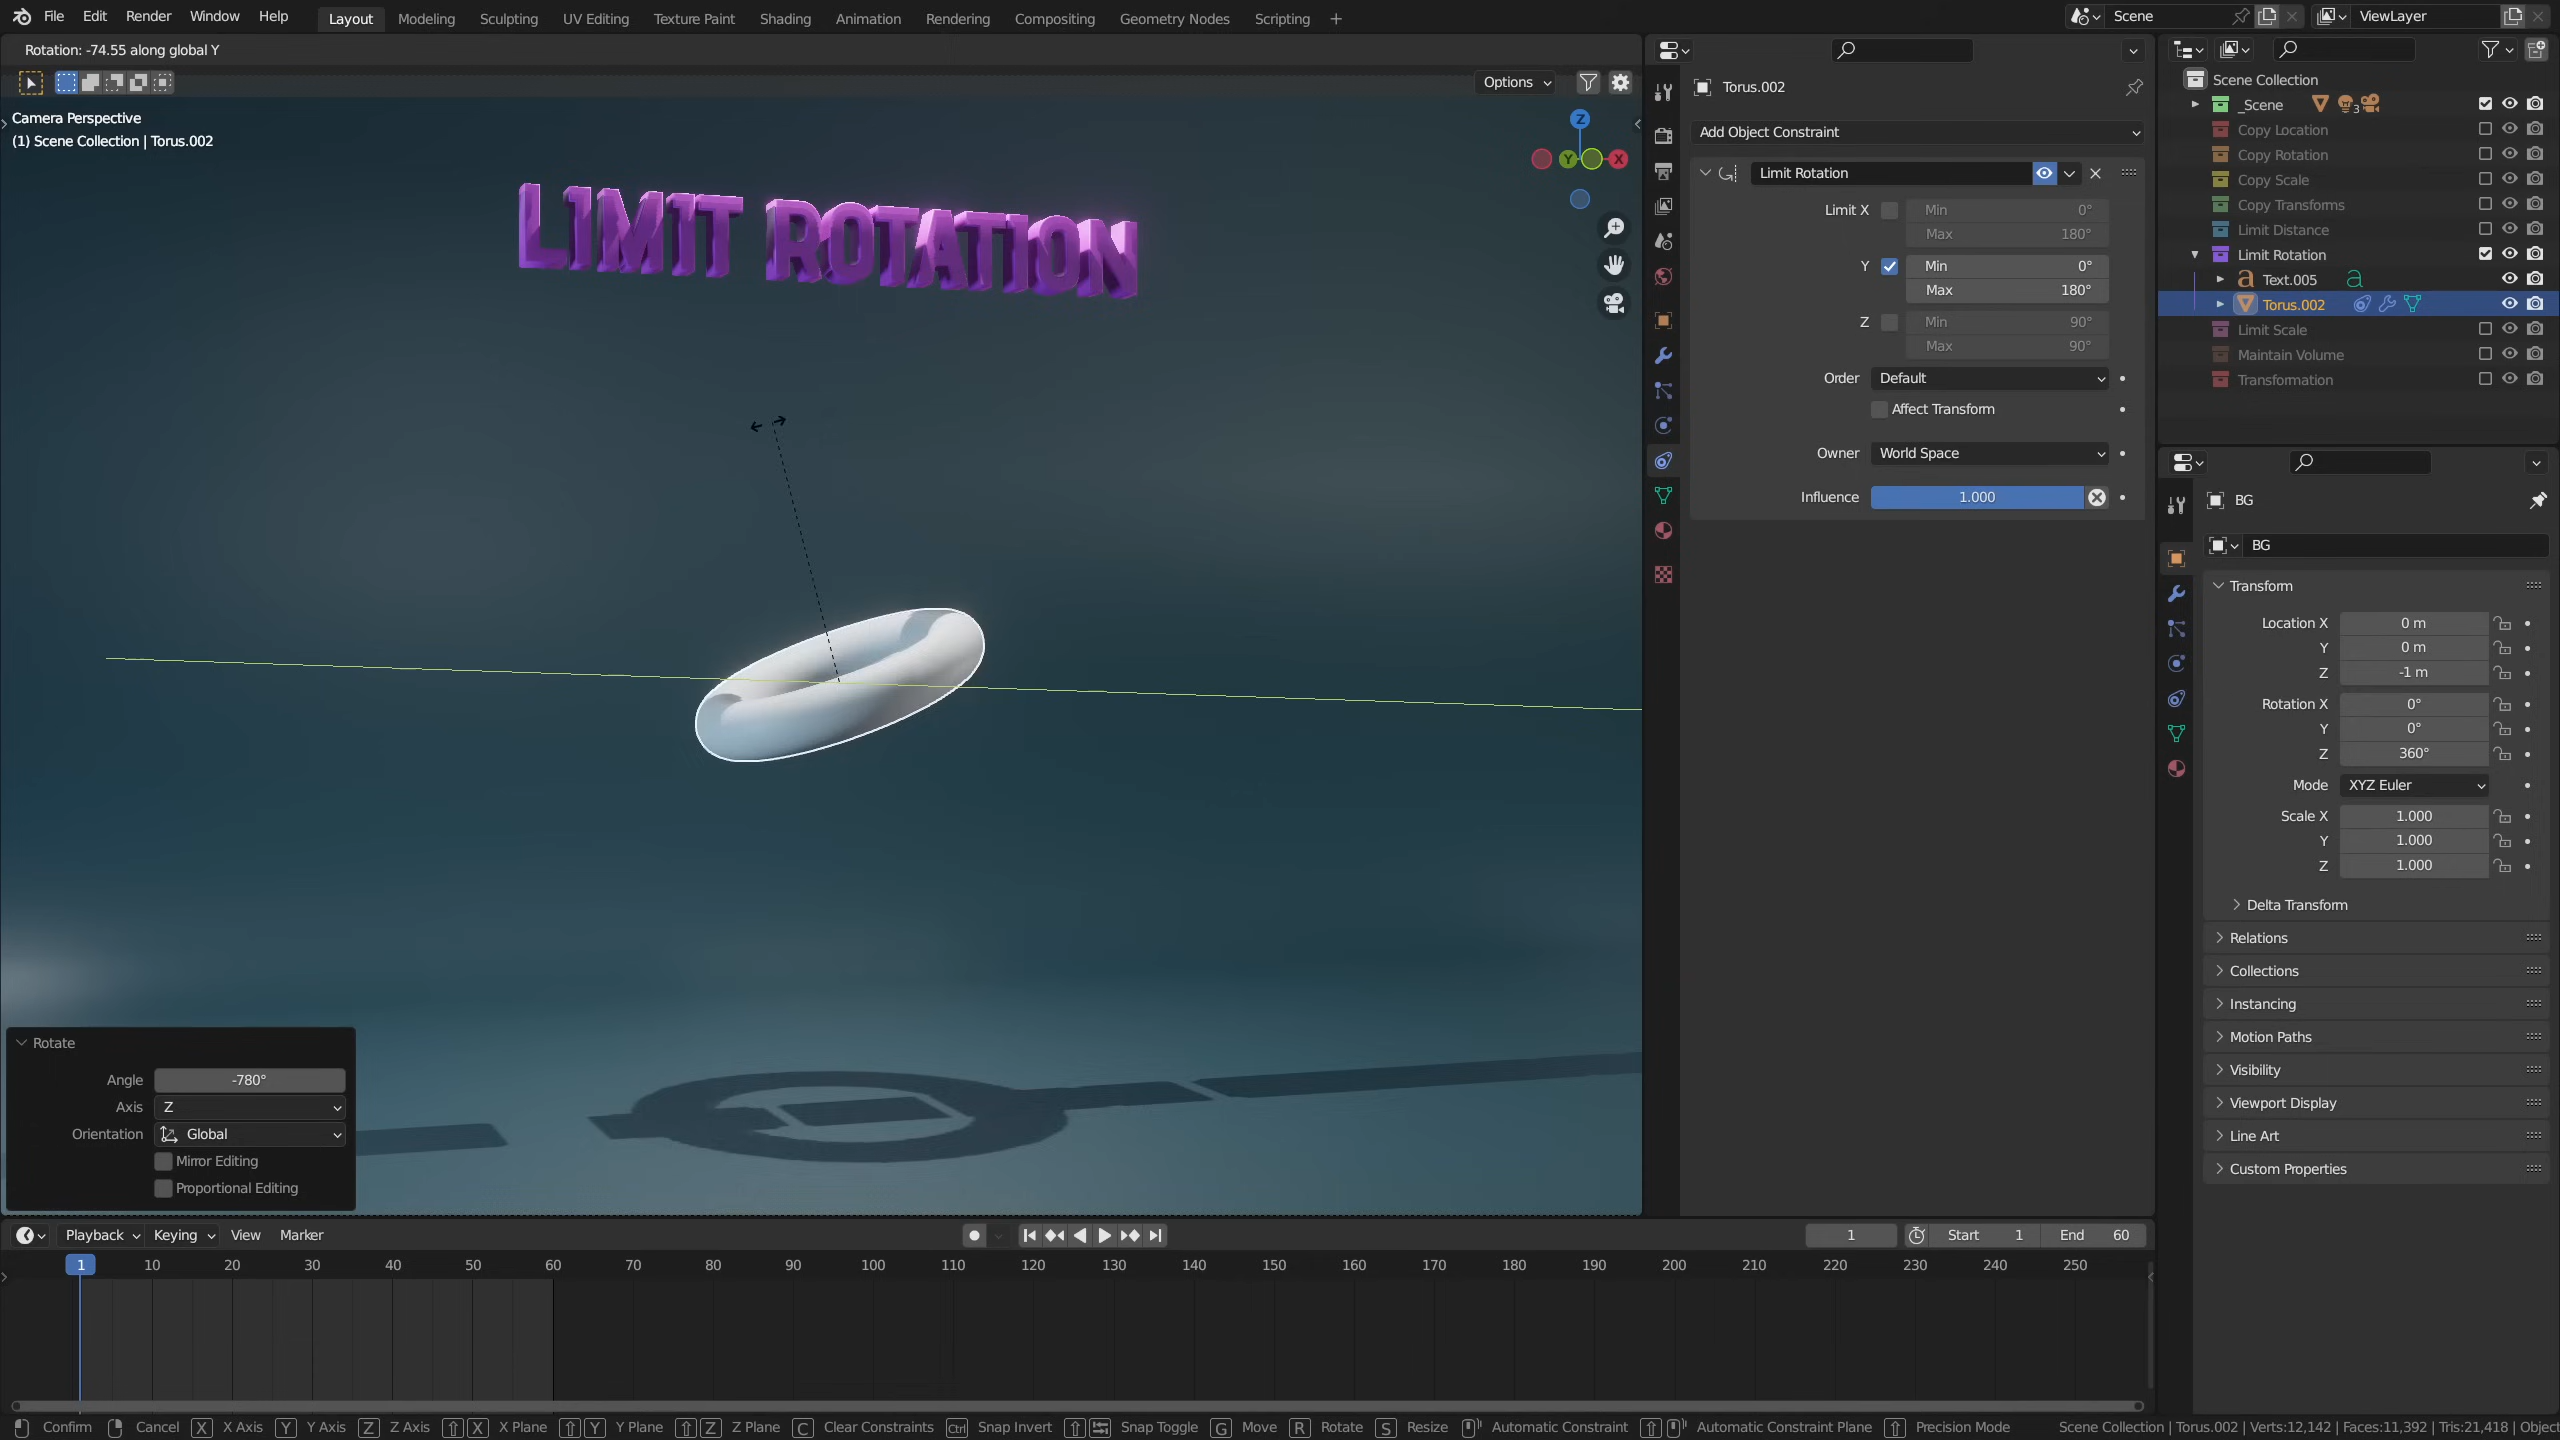 File Edit Render Window Help Layout Modeling Sculpting UV Editing Texture Paint Shading Animation Rendering Compositing Geometry Nodes Scripting + Scene ViewLayer
Rotation: -74.55 along global Y
Options
Camera Perspective
(1) Scene Collection | Torus.002
Z
Y
X
LIMIT ROTATION
Rotate
Angle -780°
Axis Z
Orientation Global
Mirror Editing
Proportional Editing
Torus.002
Add Object Constraint
Limit Rotation
Limit X Min 0°
Max 180°
Y Min 0°
Max 180°
Z Min 90°
Max 90°
Order Default
Affect Transform
Owner World Space
Influence 1.000
Scene Collection
_Scene 3
Copy Location
Copy Rotation
Copy Scale
Copy Transforms
Limit Distance
Limit Rotation
Text.005
Torus.002
Limit Scale
Maintain Volume
Transformation
BG
BG
Transform
Location X 0 m
Y 0 m
Z -1 m
Rotation X 0°
Y 0°
Z 360°
Mode XYZ Euler
Scale X 1.000
Y 1.000
Z 1.000
Delta Transform
Relations
Collections
Instancing
Motion Paths
Visibility
Viewport Display
Line Art
Custom Properties
Playback Keying View Marker 1 Start 1 End 60
1 10 20 30 40 50 60 70 80 90 100 110 120 130 140 150 160 170 180 190 200 210 220 230 240 250
Confirm Cancel X X Axis Y Y Axis Z Z Axis X X Plane Y Y Plane Z Z Plane C Clear Constraints Ctrl Snap Invert Snap Toggle G Move R Rotate S Resize Automatic Constraint Automatic Constraint Plane Precision Mode Scene Collection | Torus.002 | Verts:12,142 | Faces:11,392 | Tris:21,418 | Object